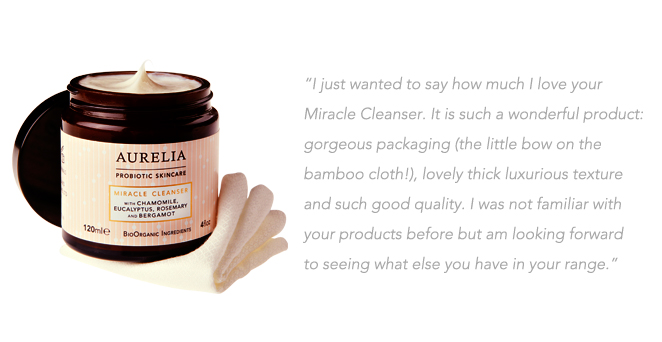 AURELIA
PROBIOTIC SKINCARE
MIRACLE CLEANSER
WITH CHAMOMILE,
EUCALYPTUS, ROSEMARY
AND BERGAMOT
120ml℮
4floz
BIOORGANIC INGREDIENTS
“I just wanted to say how much I love your
Miracle Cleanser. It is such a wonderful product:
gorgeous packaging (the little bow on the
bamboo cloth!), lovely thick luxurious texture
and such good quality. I was not familiar with
your products before but am looking forward
to seeing what else you have in your range.”